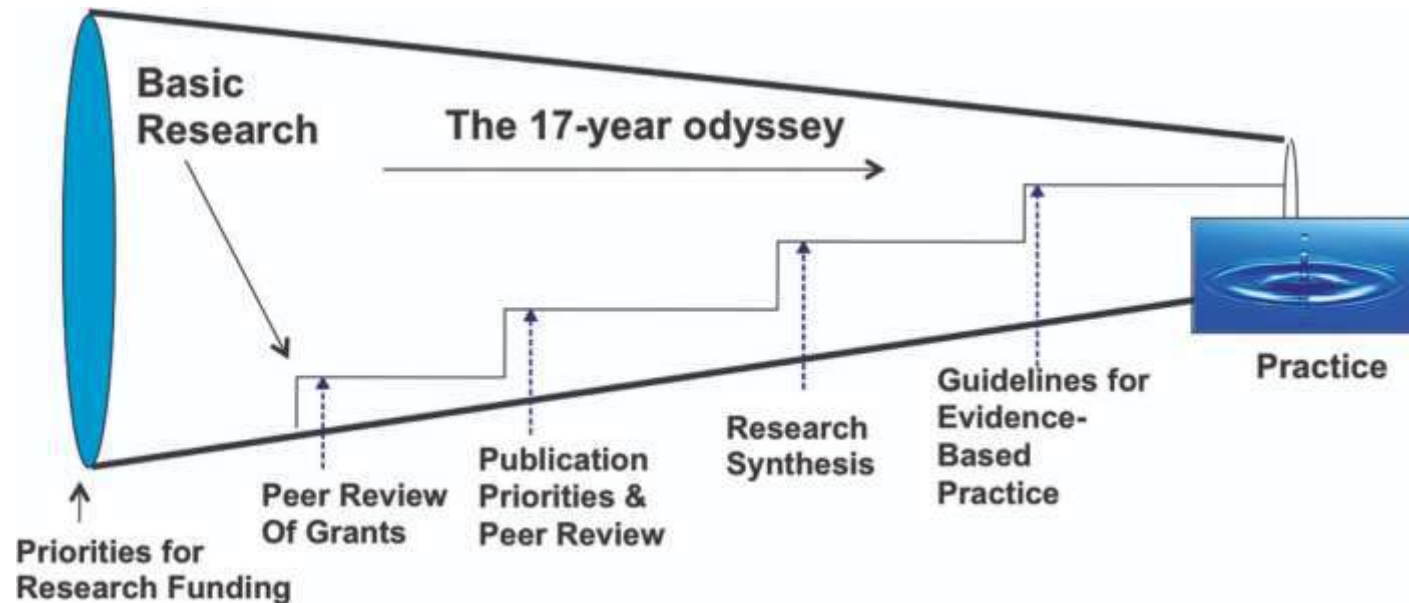 Basic
Research
The 17-year odyssey
Priorities for
Research Funding
Peer Review
Of Grants
Publication
Priorities &
Peer Review
Research
Synthesis
Guidelines for
Evidence-
Based
Practice
Practice